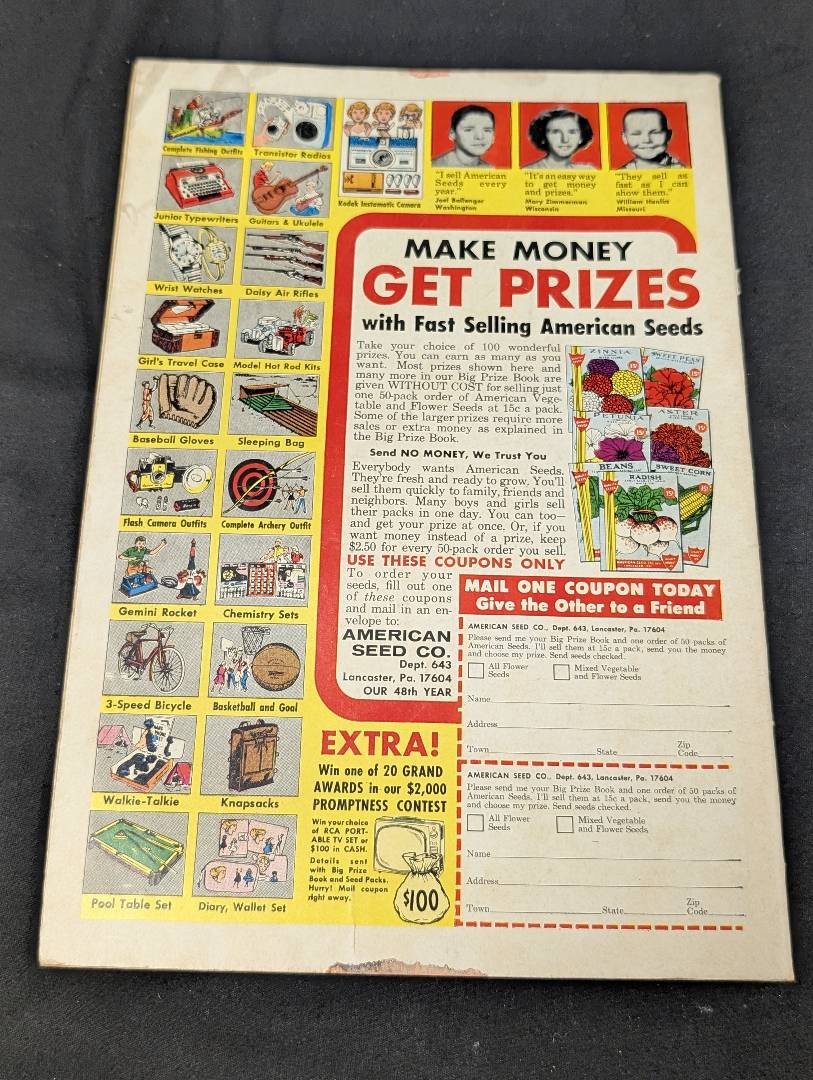 Complete Fishing Outfits
Transistor Radios
Kodak Instamatic Camera
"I sell American
Seeds every
year."
Joel Ballenger
Washington
"It's an easy way
to get money
and prizes."
Mary Zimmerman
Wisconsin
"They sell as
fast as I can
show them."
William Hanlin
Missouri
Junior Typewriters
Guitars & Ukulele
Wrist Watches
Daisy Air Rifles
Girl's Travel Case
Model Hot Rod Kits
Baseball Gloves
Sleeping Bag
Flash Camera Outfits
Complete Archery Outfit
Gemini Rocket
Chemistry Sets
3-Speed Bicycle
Basketball and Goal
Walkie-Talkie
Knapsacks
Pool Table Set
Diary, Wallet Set
MAKE MONEY
GET PRIZES
with Fast Selling American Seeds
Take your choice of 100 wonderful
prizes. You can earn as many as you
want. Most prizes shown here and
many more in our Big Prize Book are
given WITHOUT COST for selling just
one 50-pack order of American Vege-
table and Flower Seeds at 15c a pack.
Some of the larger prizes require more
sales or extra money as explained in
the Big Prize Book.
Send NO MONEY, We Trust You
Everybody wants American Seeds.
They're fresh and ready to grow. You'll
sell them quickly to family, friends and
neighbors. Many boys and girls sell
their packs in one day. You can too—
and get your prize at once. Or, if you
want money instead of a prize, keep
$2.50 for every 50-pack order you sell.
USE THESE COUPONS ONLY
To order your
seeds, fill out one
of these coupons
and mail in an en-
velope to:
AMERICAN
SEED CO.
Dept. 643
Lancaster, Pa. 17604
OUR 48th YEAR
ZINNIA
15¢
SWEET PEAS
15¢
PETUNIA
15¢
ASTER
15¢
BEANS
SWEET CORN
15¢
RADISH
15¢
EXTRA!
Win one of 20 GRAND
AWARDS in our $2,000
PROMPTNESS CONTEST
Win your choice
of RCA PORT-
ABLE TV SET or
$100 in CASH.
Details sent
with Big Prize
Book and Seed Packs.
Hurry! Mail coupon
right away.
$100
MAIL ONE COUPON TODAY
Give the Other to a Friend
AMERICAN SEED CO., Dept. 643, Lancaster, Pa. 17604
Please send me your Big Prize Book and one order of 50 packs of
American Seeds. I'll sell them at 15c a pack, send you the money
and choose my prize. Send seeds checked.
All Flower
Seeds
Mixed Vegetable
and Flower Seeds
Name
Address
Town State Zip
Code
AMERICAN SEED CO., Dept. 643, Lancaster, Pa. 17604
Please send me your Big Prize Book and one order of 50 packs of
American Seeds. I'll sell them at 15c a pack, send you the money
and choose my prize. Send seeds checked.
All Flower
Seeds
Mixed Vegetable
and Flower Seeds
Name
Address
Town State Zip
Code